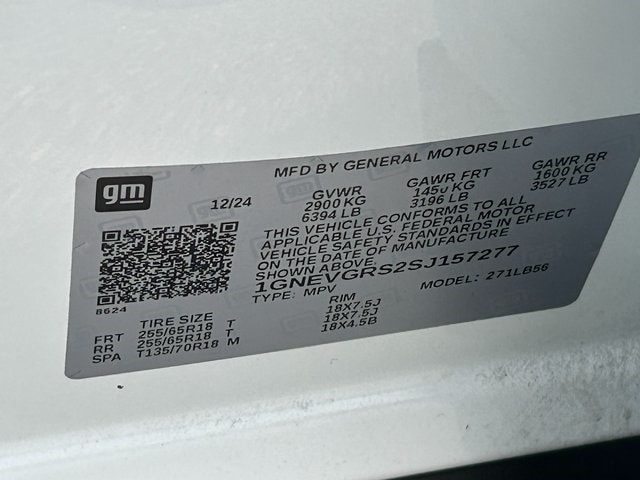 gm
MFD BY GENERAL MOTORS LLC
12/24
GVWR GAWR FRT GAWR RR
2900 KG 1450 KG 1600 KG
6394 LB 3196 LB 3527 LB
THIS VEHICLE CONFORMS TO ALL
APPLICABLE U.S. FEDERAL MOTOR
VEHICLE SAFETY STANDARDS IN EFFECT
ON THE DATE OF MANUFACTURE
SHOWN ABOVE.
1GNEVGRS2SJ157277
8624
TYPE: MPV MODEL: 271LB56
TIRE SIZE RIM
FRT 255/65R18 T 18X7.5J
RR 255/65R18 T 18X7.5J
SPA T135/70R18 M 18X4.5B